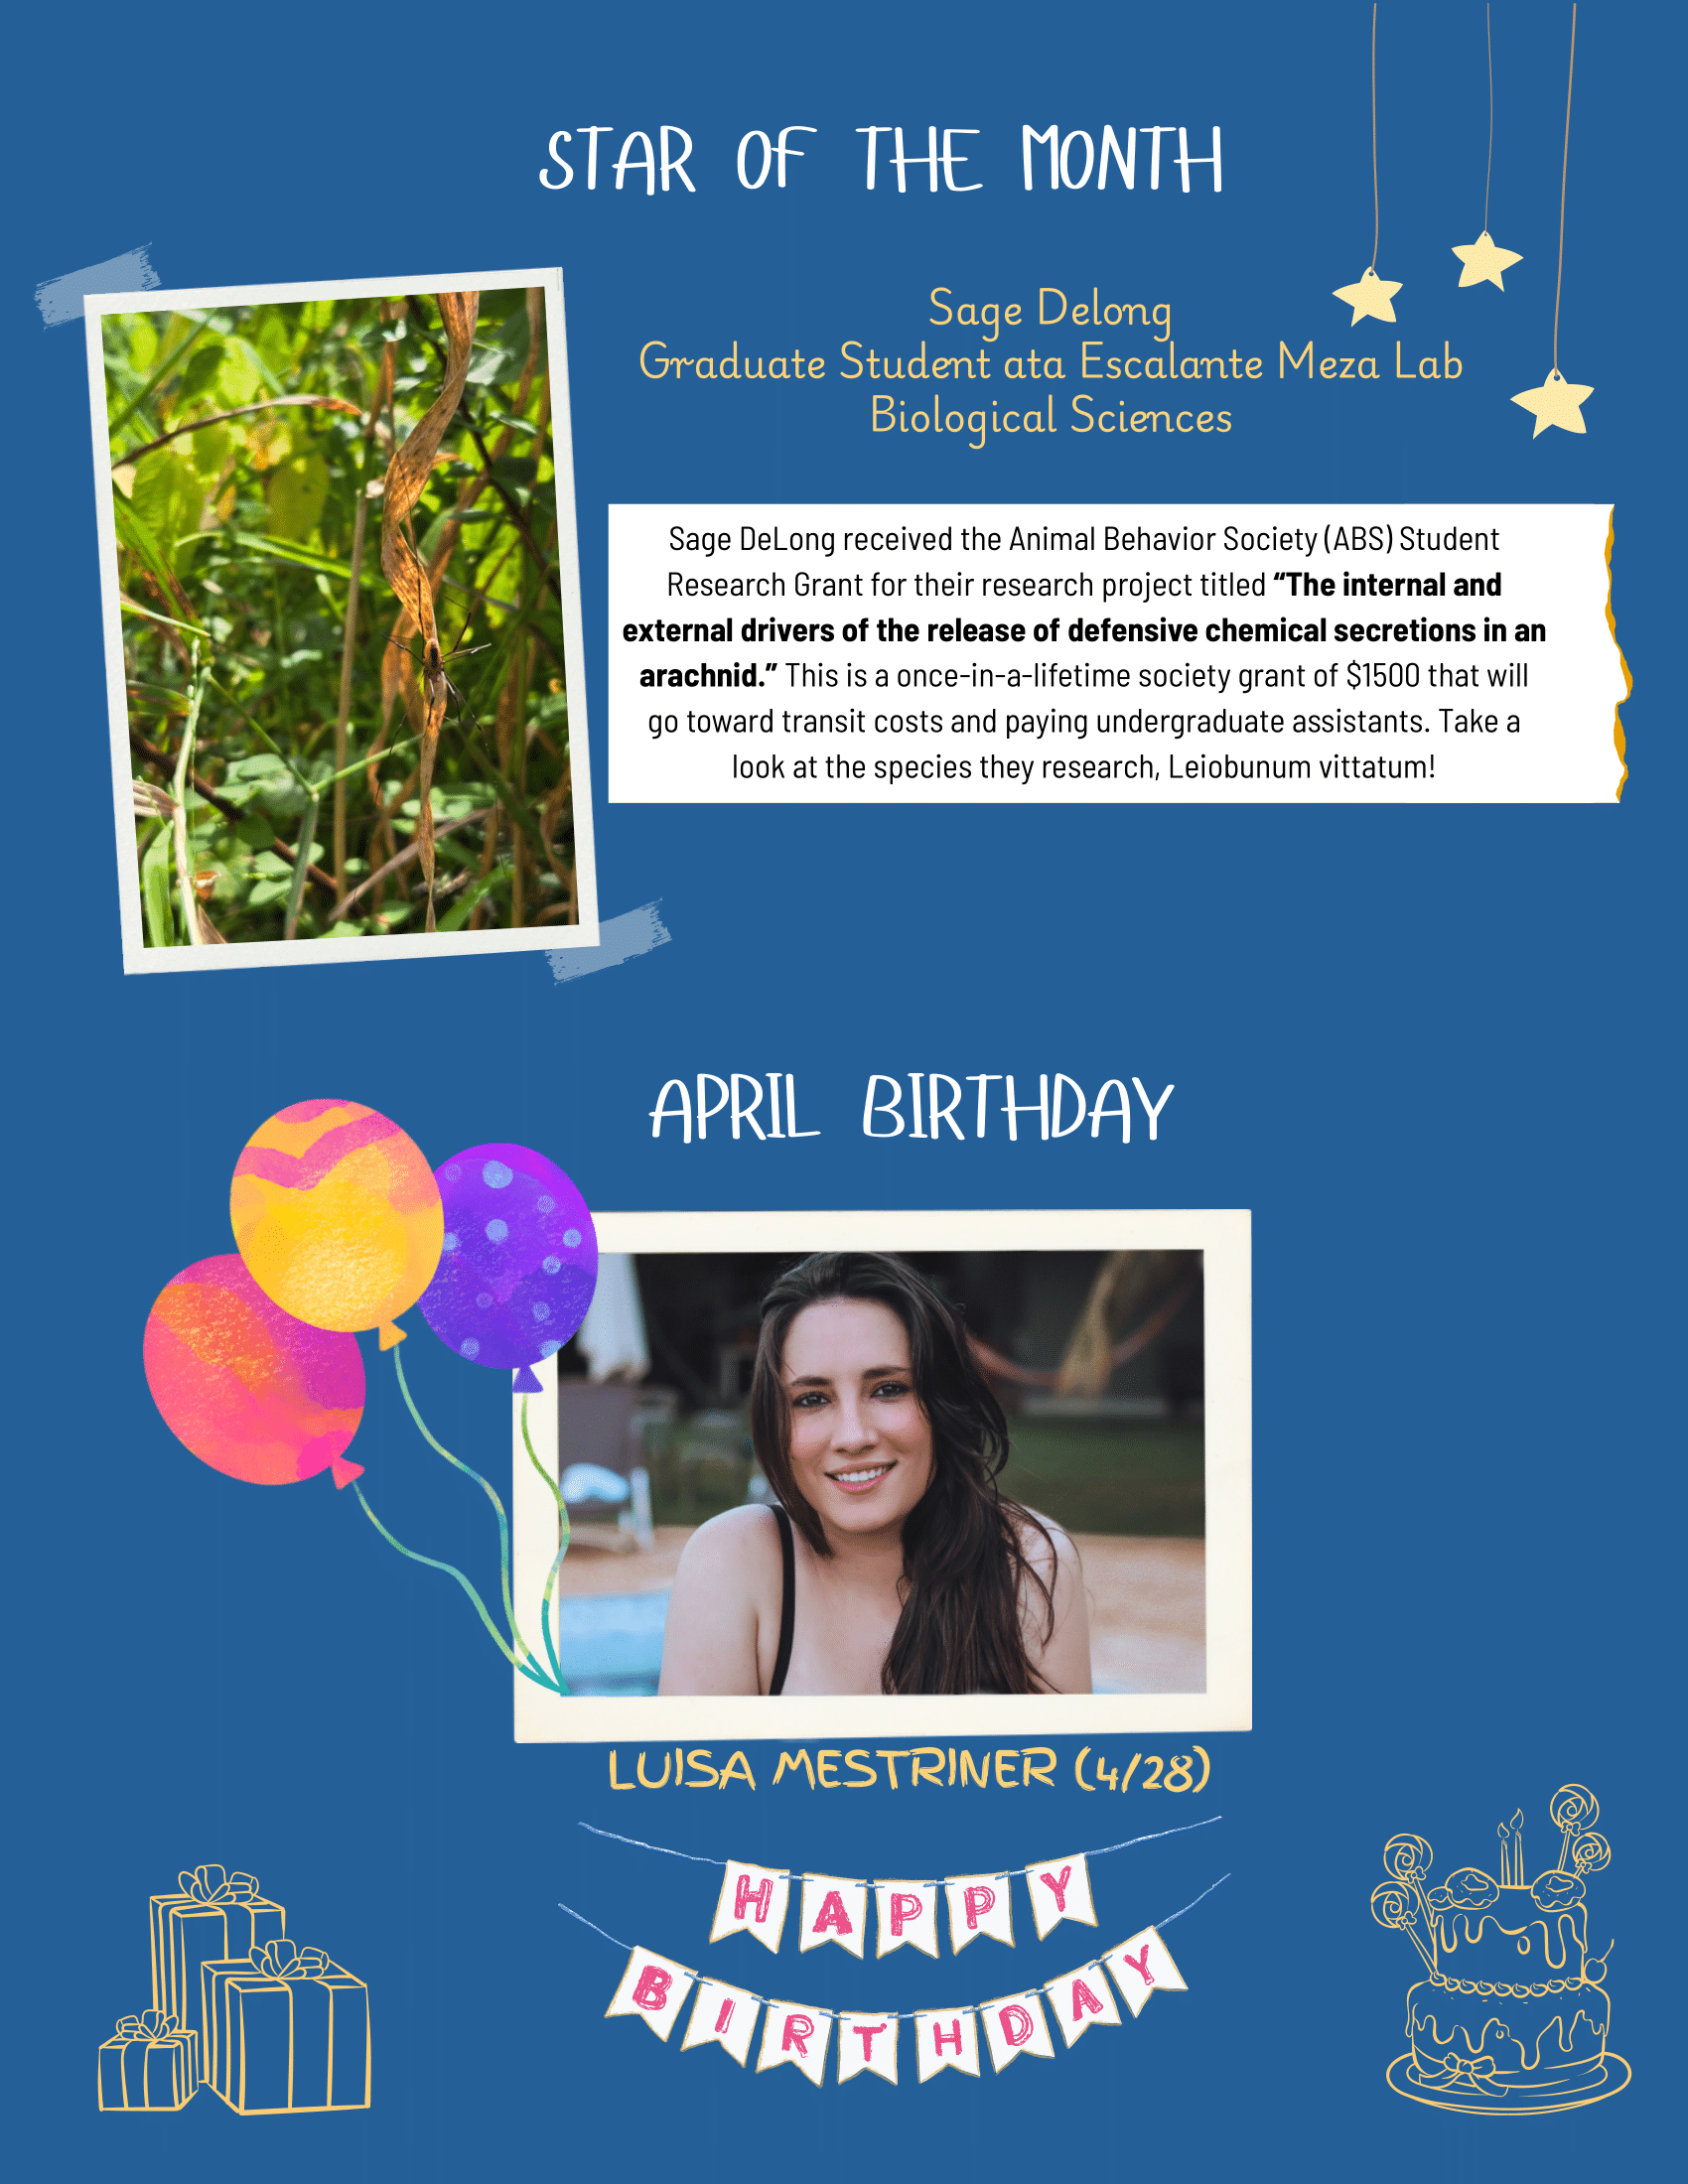 STAR OF THE MONTH
Sage Delong
Graduate Student ata Escalante Meza Lab
Biological Sciences
Sage DeLong received the Animal Behavior Society (ABS) Student
Research Grant for their research project titled “The internal and
external drivers of the release of defensive chemical secretions in an
arachnid.” This is a once-in-a-lifetime society grant of $1500 that will
go toward transit costs and paying undergraduate assistants. Take a
look at the species they research, Leiobunum vittatum!
APRIL BIRTHDAY
LUISA MESTRINER (4/28)
HAPPY
BIRTHDAY